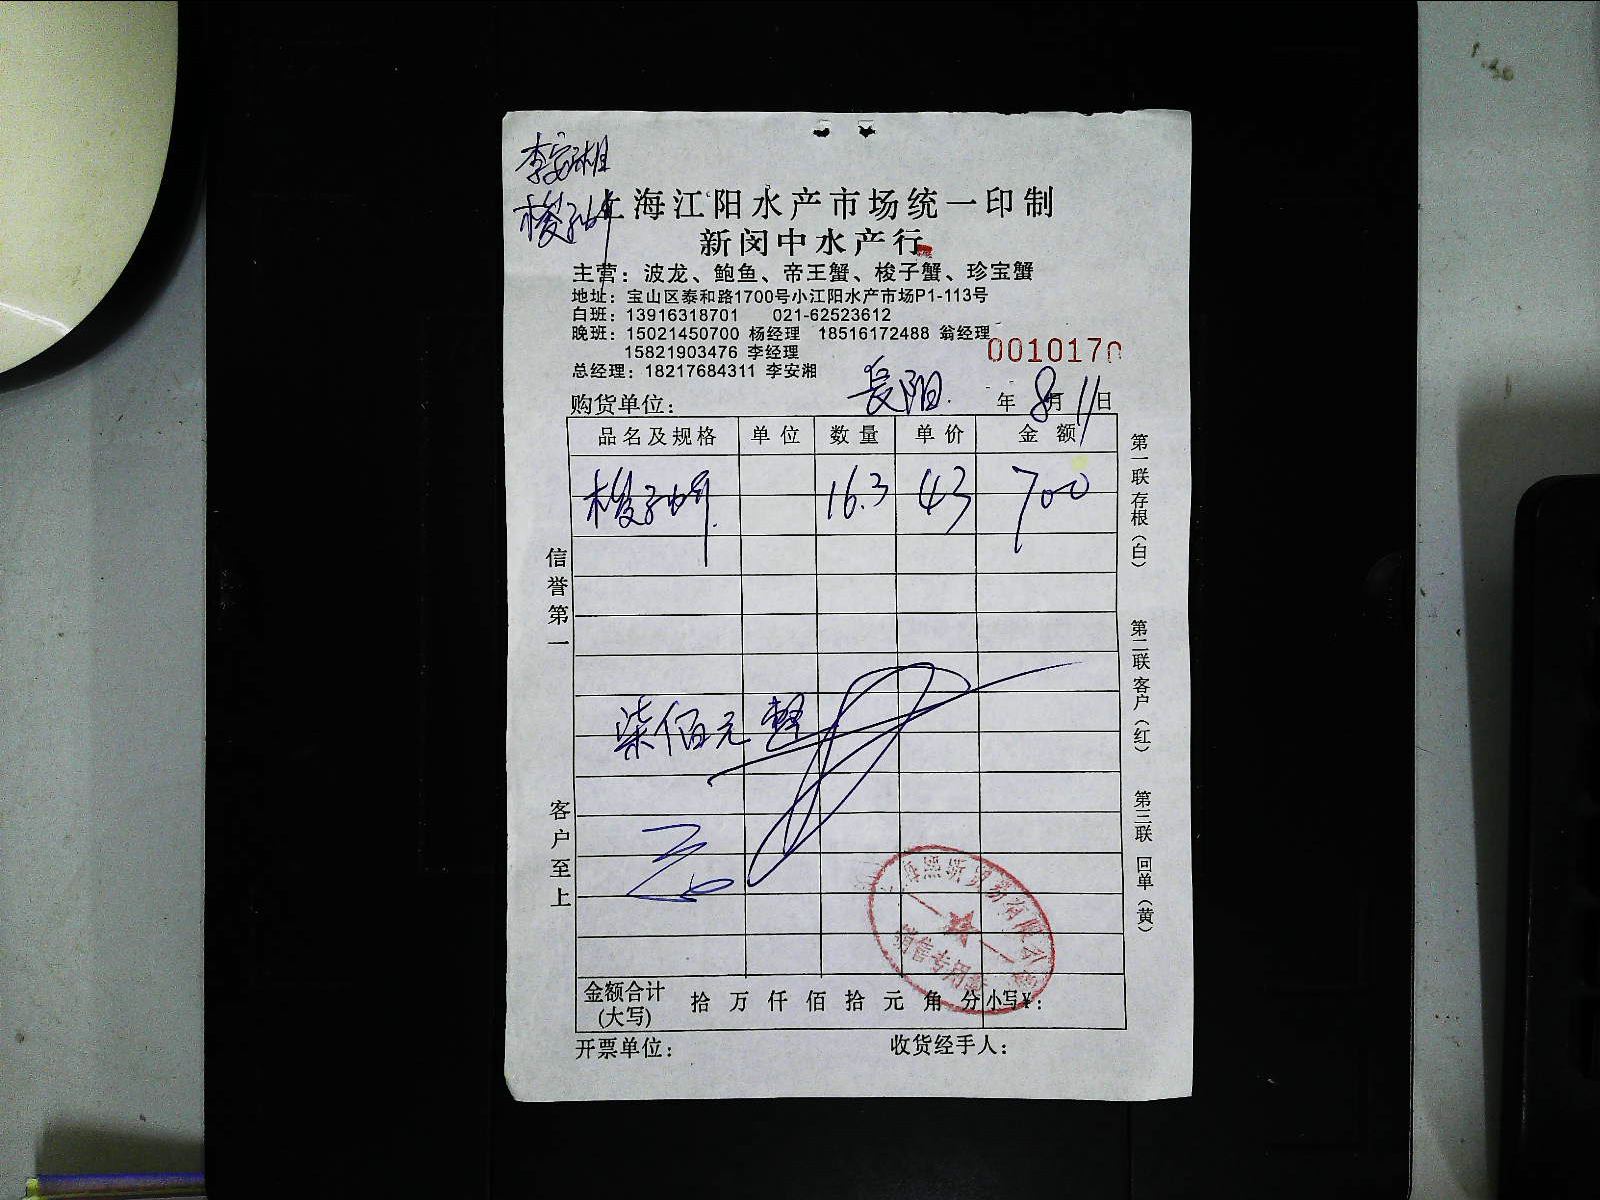 李安湘
梭子蟹
上海江阳水产市场统一印制
新闵中水产行
主营：波龙、鲍鱼、帝王蟹、梭子蟹、珍宝蟹
地址：宝山区泰和路1700号小江阳水产市场P1-113号
白班：13916318701 021-62523612
晚班：15021450700 杨经理 18516172488 翁经理
15821903476 李经理
0010170
总经理：18217684311 李安湘
购货单位： 長阳 年 8月11日
品名及规格 单位 数量 单价 金额
梭子蟹 16.3 43 700
柒佰元整
信誉第一
客户至上
第一联 存根（白）
第二联 客户（红）
第三联 回单（黄）
贸易有限公
销售专用章
金额合计（大写） 拾 万 仟 佰 拾 元 角 分 小写¥：
开票单位： 收货经手人：